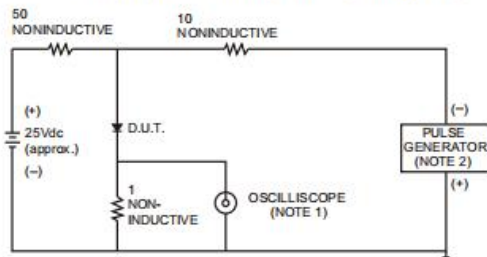 50
NONINDUCTIVE
10
NONINDUCTIVE
(+)
25Vdc
(approx.)
(–)
D.U.T.
1
NON-
INDUCTIVE
OSCILLISCOPE
(NOTE 1)
(–)
PULSE
GENERATOR
(NOTE 2)
(+)